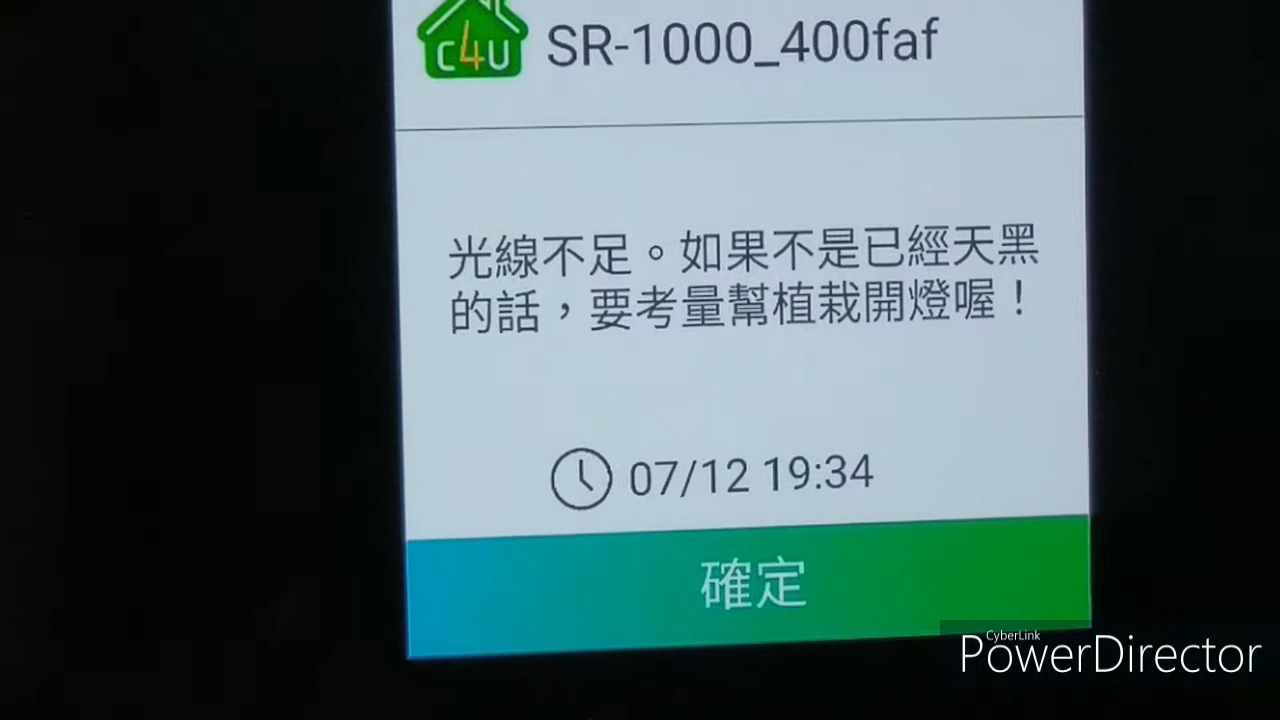 C4U
SR-1000_400faf
光線不足。如果不是已經天黑
的話，要考量幫植栽開燈喔！
07/12 19:34
確定
CyberLink
PowerDirector